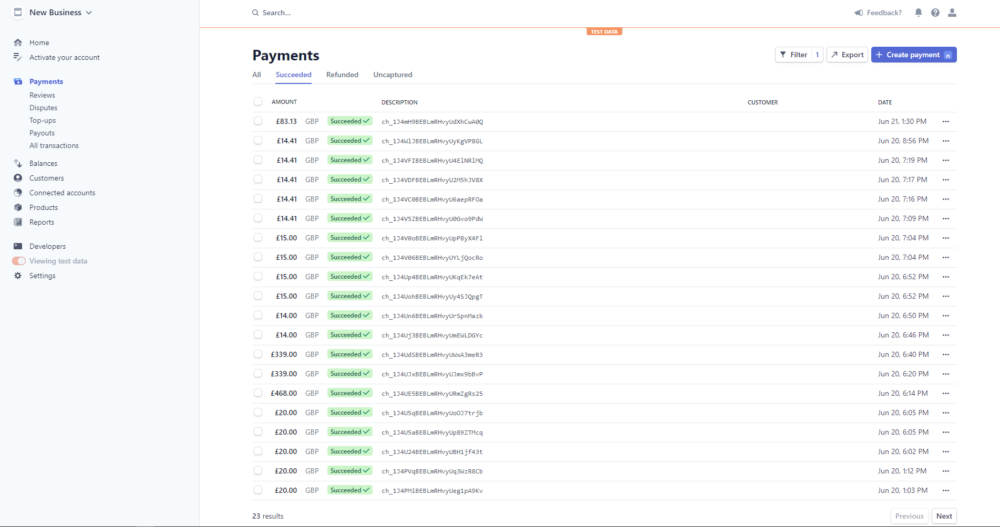 New Business
Search...
Feedback?
TEST DATA
Home
Activate your account
Payments
Reviews
Disputes
Top-ups
Payouts
All transactions
Balances
Customers
Connected accounts
Products
Reports
Developers
Viewing test data
Settings
Payments
Filter 1 Export Create payment n
All Succeeded Refunded Uncaptured
AMOUNT DESCRIPTION CUSTOMER DATE
£83.13 GBP Succeeded ch_1J4mH9BEBLmRHvyUdXhCwA0Q Jun 21, 1:30 PM
£14.41 GBP Succeeded ch_1J4WlJBEBLmRHvyUyKgVP8GL Jun 20, 8:56 PM
£14.41 GBP Succeeded ch_1J4VFIBEBLmRHvyU4ElNRlMQ Jun 20, 7:19 PM
£14.41 GBP Succeeded ch_1J4VDFBEBLmRHvyU2M5hJV8X Jun 20, 7:17 PM
£14.41 GBP Succeeded ch_1J4VC0BEBLmRHvyU6aepRFOa Jun 20, 7:16 PM
£14.41 GBP Succeeded ch_1J4V5ZBEBLmRHvyU0Gvo9PdW Jun 20, 7:09 PM
£15.00 GBP Succeeded ch_1J4V0oBEBLmRHvyUpP8yX4Fl Jun 20, 7:04 PM
£15.00 GBP Succeeded ch_1J4V06BEBLmRHvyUYLjQocRo Jun 20, 7:04 PM
£15.00 GBP Succeeded ch_1J4Up4BEBLmRHvyUKqEk7eAt Jun 20, 6:52 PM
£15.00 GBP Succeeded ch_1J4UohBEBLmRHvyUy4SJQpgT Jun 20, 6:52 PM
£14.00 GBP Succeeded ch_1J4Un6BEBLmRHvyUrSpnMazk Jun 20, 6:50 PM
£14.00 GBP Succeeded ch_1J4Uj3BEBLmRHvyUmEWLDGYc Jun 20, 6:46 PM
£339.00 GBP Succeeded ch_1J4UdSBEBLmRHvyUWxA3meR3 Jun 20, 6:40 PM
£339.00 GBP Succeeded ch_1J4UJxBEBLmRHvyUJmx9bBvP Jun 20, 6:20 PM
£468.00 GBP Succeeded ch_1J4UE5BEBLmRHvyURmZgRs25 Jun 20, 6:14 PM
£20.00 GBP Succeeded ch_1J4U5qBEBLmRHvyUoOJ7trjb Jun 20, 6:05 PM
£20.00 GBP Succeeded ch_1J4U5aBEBLmRHvyUp89ZTMcq Jun 20, 6:05 PM
£20.00 GBP Succeeded ch_1J4U24BEBLmRHvyUBH1jf43t Jun 20, 6:02 PM
£20.00 GBP Succeeded ch_1J4PVqBEBLmRHvyUq3WzR8Cb Jun 20, 1:12 PM
£20.00 GBP Succeeded ch_1J4PMiBEBLmRHvyUeg1pA9Kv Jun 20, 1:03 PM
23 results
Previous Next